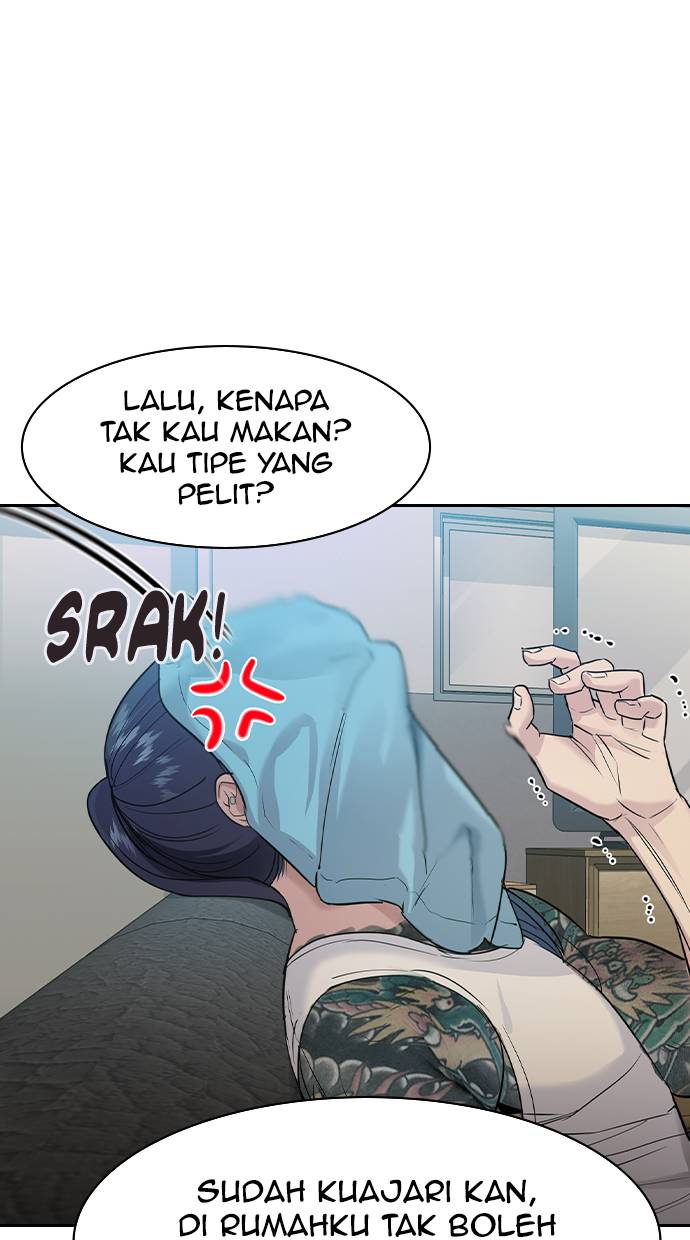 LALU, KENAPA
TAK KAU MAKAN?
KAU TIPE YANG
PELIT?
SRAK!
SUDAH KUAJARI KAN,
DI RUMAHKU TAK BOLEH